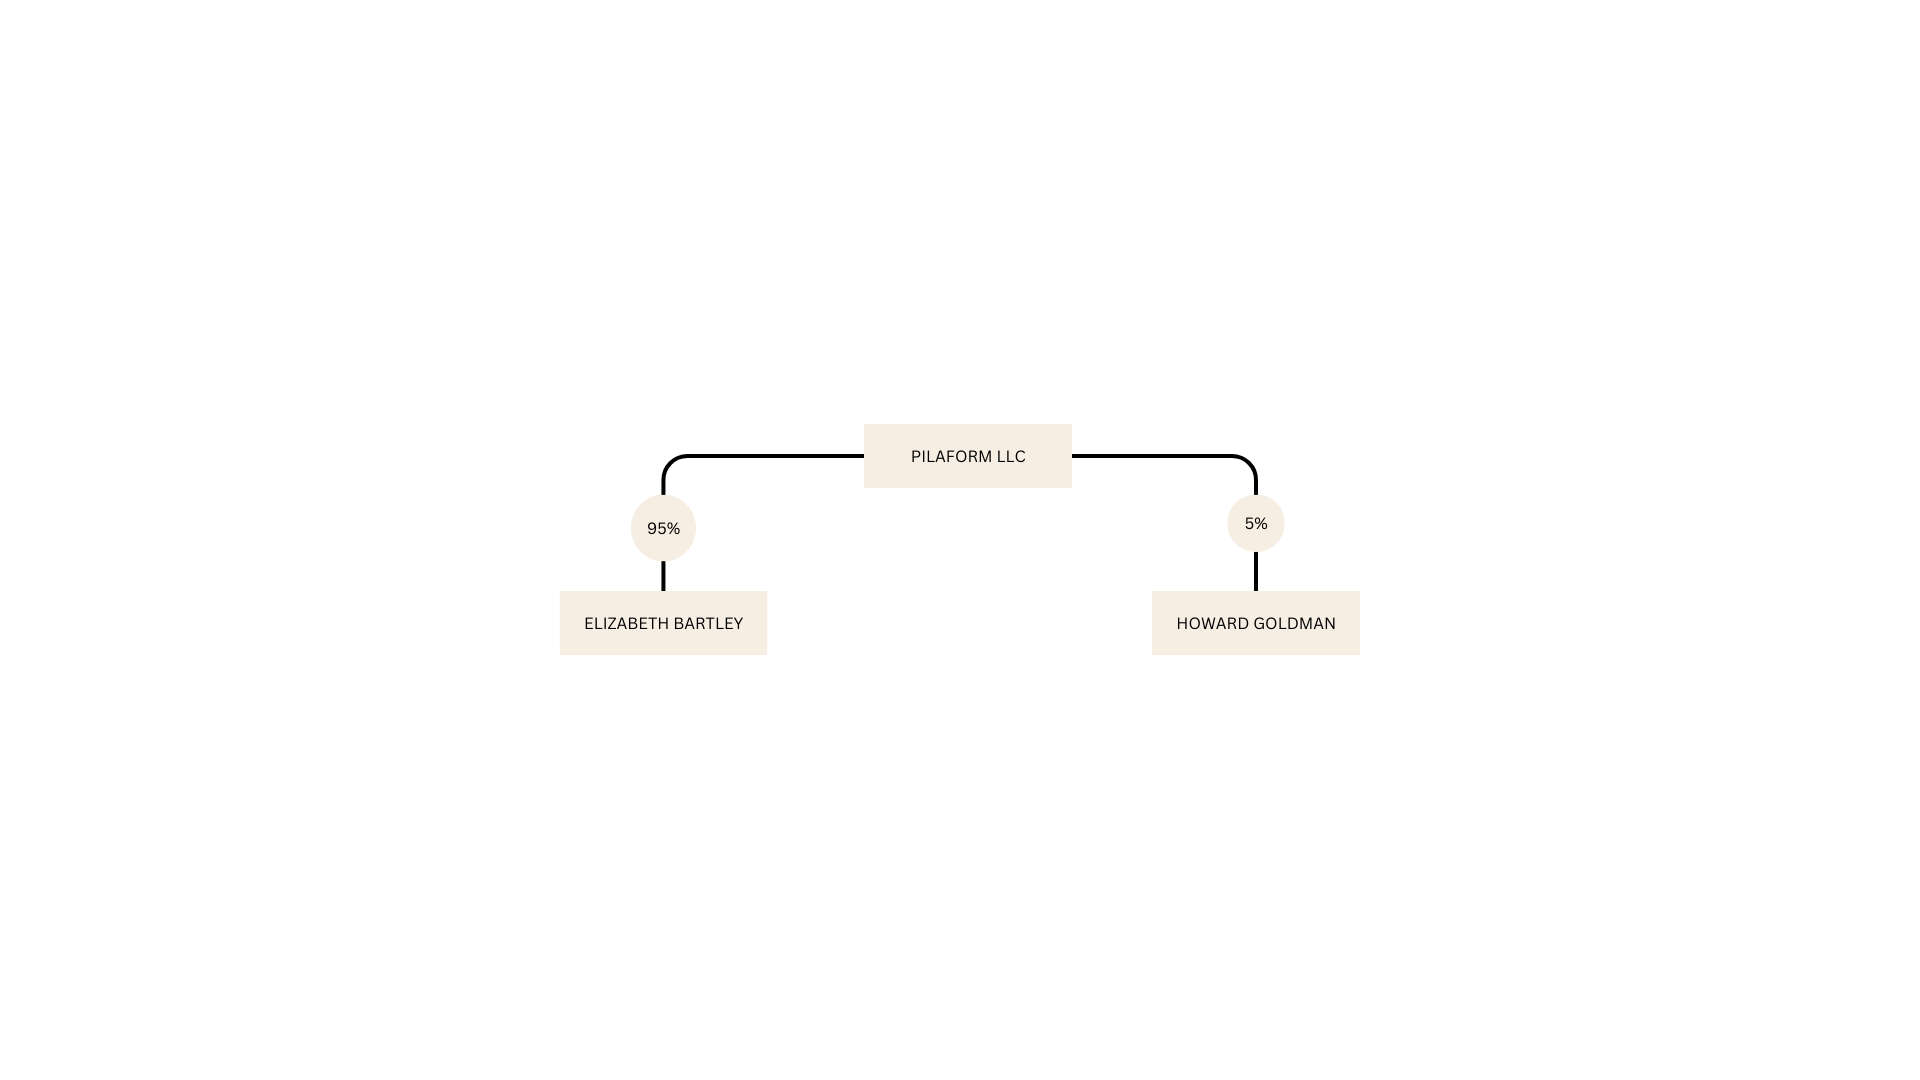 PILAFORM LLC
95%
5%
ELIZABETH BARTLEY
HOWARD GOLDMAN